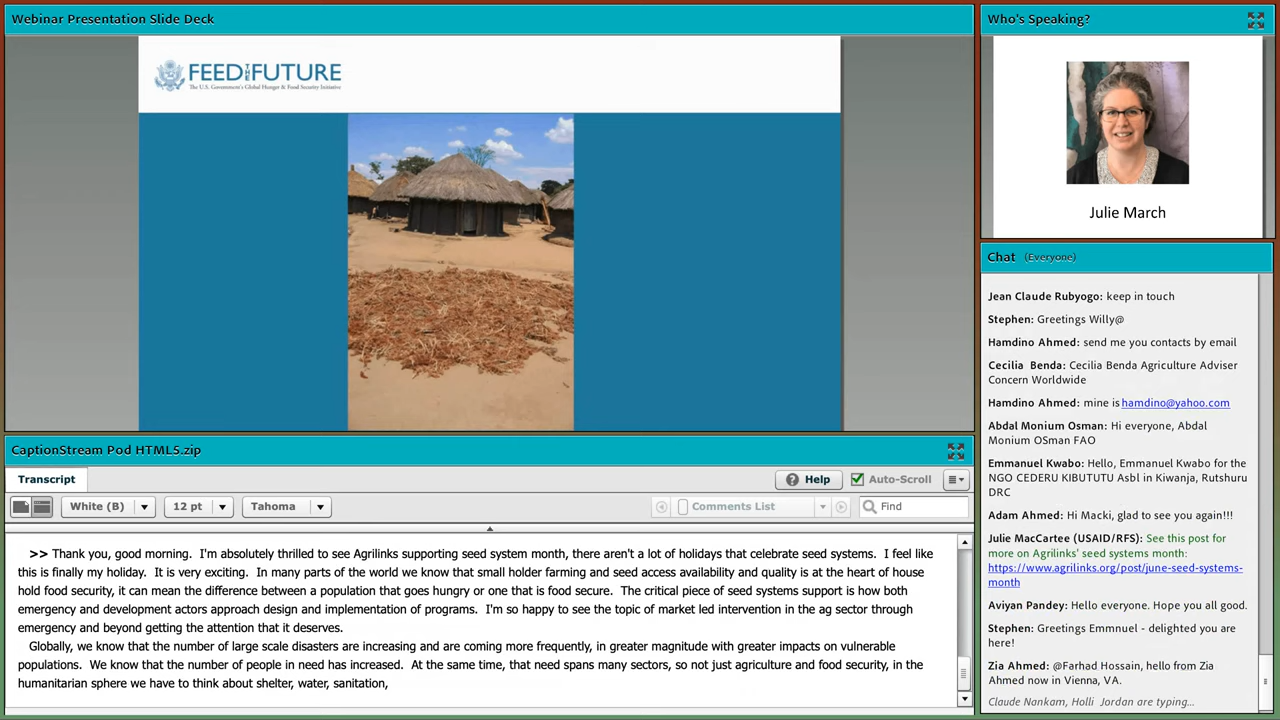 Webinar Presentation Slide Deck
FEED THE FUTURE
The U.S. Government's Global Hunger & Food Security Initiative
Who's Speaking?
Julie March
Chat (Everyone)
Jean Claude Rubyogo: keep in touch
Stephen: Greetings Willy@
Hamdino Ahmed: send me you contacts by email
Cecilia Benda: Cecilia Benda Agriculture Adviser
Concern Worldwide
Hamdino Ahmed: mine is hamdino@yahoo.com
Abdal Monium Osman: Hi everyone, Abdal
Monium OSman FAO
Emmanuel Kwabo: Hello, Emmanuel Kwabo for the
NGO CEDERU KIBUTUTU Asbl in Kiwanja, Rutshuru
DRC
Adam Ahmed: Hi Macki, glad to see you again!!!
Julie MacCartee (USAID/RFS): See this post for
more on Agrilinks' seed systems month:
https://www.agrilinks.org/post/june-seed-systems-
month
Aviyan Pandey: Hello everyone. Hope you all good.
Stephen: Greetings Emmnuel - delighted you are
here!
Zia Ahmed: @Farhad Hossain, hello from Zia
Ahmed now in Vienna, VA.
Claude Nankam, Holli Jordan are typing...
CaptionStream Pod HTML5.zip
Transcript
Help
Auto-Scroll
White (B)
12 pt
Tahoma
Comments List
Find
>> Thank you, good morning. I'm absolutely thrilled to see Agrilinks supporting seed system month, there aren't a lot of holidays that celebrate seed systems. I feel like
this is finally my holiday. It is very exciting. In many parts of the world we know that small holder farming and seed access availability and quality is at the heart of house
hold food security, it can mean the difference between a population that goes hungry or one that is food secure. The critical piece of seed systems support is how both
emergency and development actors approach design and implementation of programs. I'm so happy to see the topic of market led intervention in the ag sector through
emergency and beyond getting the attention that it deserves.
Globally, we know that the number of large scale disasters are increasing and are coming more frequently, in greater magnitude with greater impacts on vulnerable
populations. We know that the number of people in need has increased. At the same time, that need spans many sectors, so not just agriculture and food security, in the
humanitarian sphere we have to think about shelter, water, sanitation,